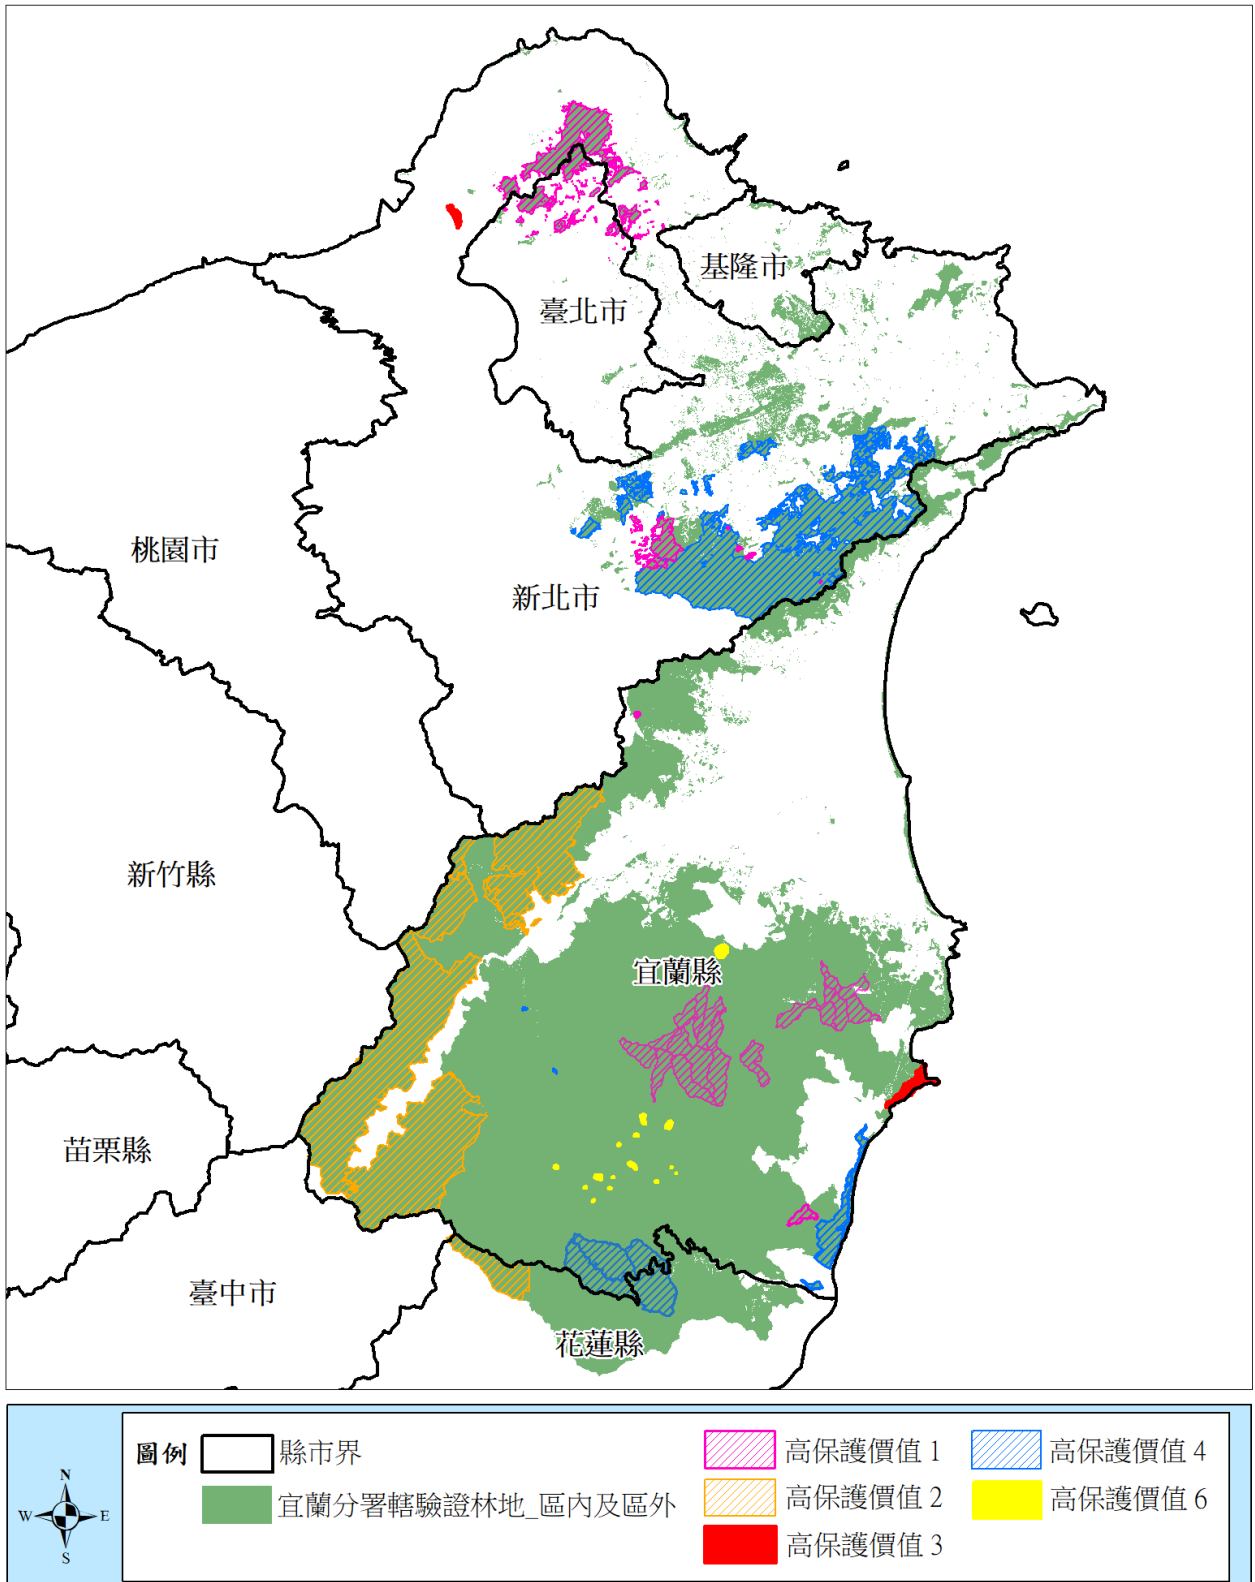 基隆市
臺北市
桃園市
新北市
新竹縣
宜蘭縣
苗栗縣
臺中市
花蓮縣
圖例
縣市界
宜蘭分署轄驗證林地_區內及區外
高保護價值 1
高保護價值 2
高保護價值 3
高保護價值 4
高保護價值 6
N
W
E
S